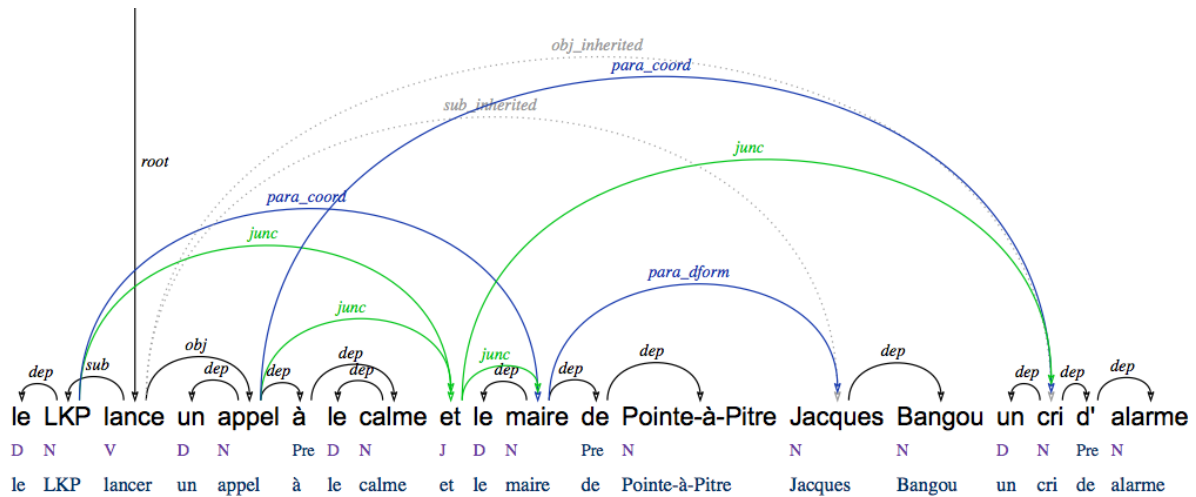 obj_inherited
para_coord
sub_inherited
junc
root
para_coord
junc
para_dform
junc
obj
dep sub dep dep dep dep junc dep dep dep dep dep dep dep
le LKP lance un appel à le calme et le maire de Pointe-à-Pitre Jacques Bangou un cri d' alarme
D N V D N Pre D N J D N Pre N N N D N Pre N
le LKP lancer un appel à le calme et le maire de Pointe-à-Pitre Jacques Bangou un cri de alarme